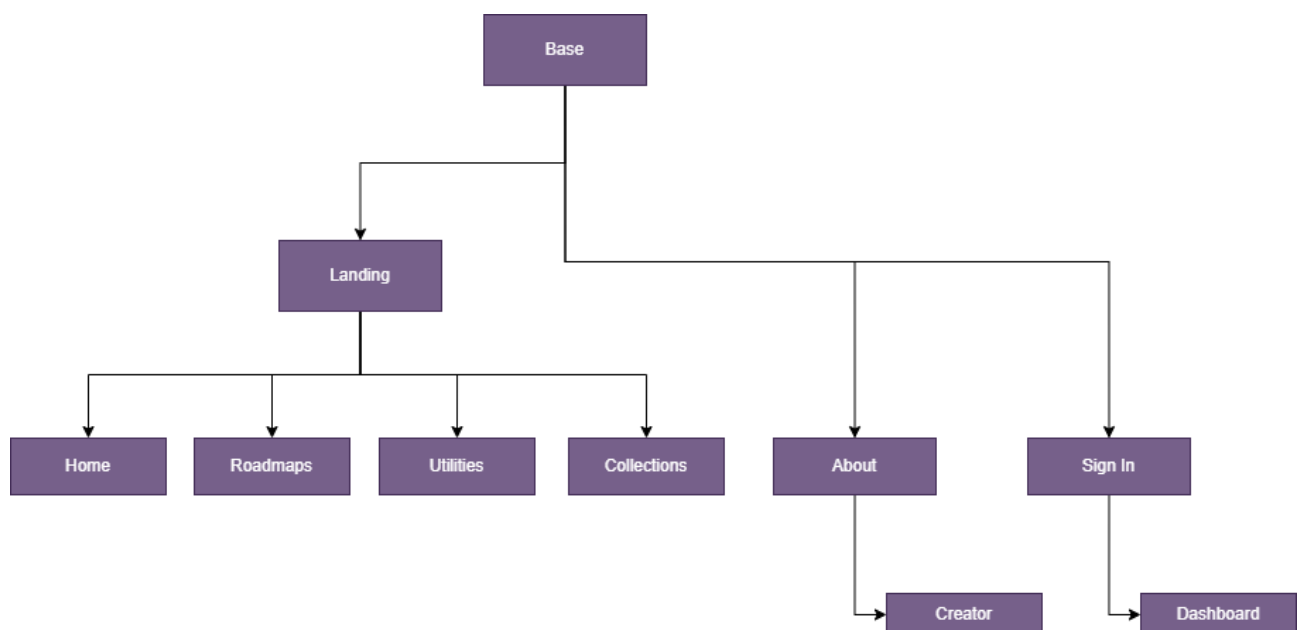 Base
Landing
Home
Roadmaps
Utilities
Collections
About
Sign In
Creator
Dashboard